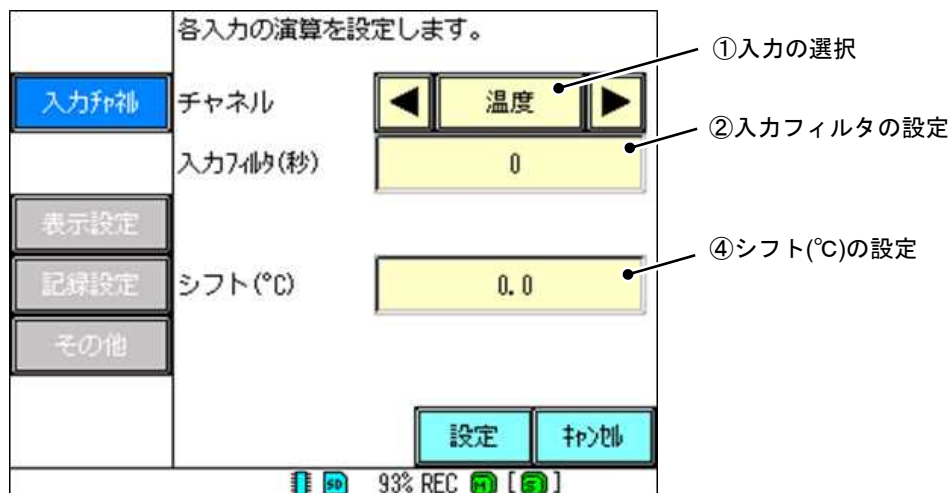 各入力の演算を設定します。
①入力の選択
入力ﾁｬﾈﾙ
チャネル
◀ 温度 ▶
②入力フィルタの設定
入力ﾌｨﾙﾀ(秒)
0
表示設定
④シフト(℃)の設定
記録設定
シフト(℃)
0.0
その他
設定
ｷｬﾝｾﾙ
SD 93% REC M [S]